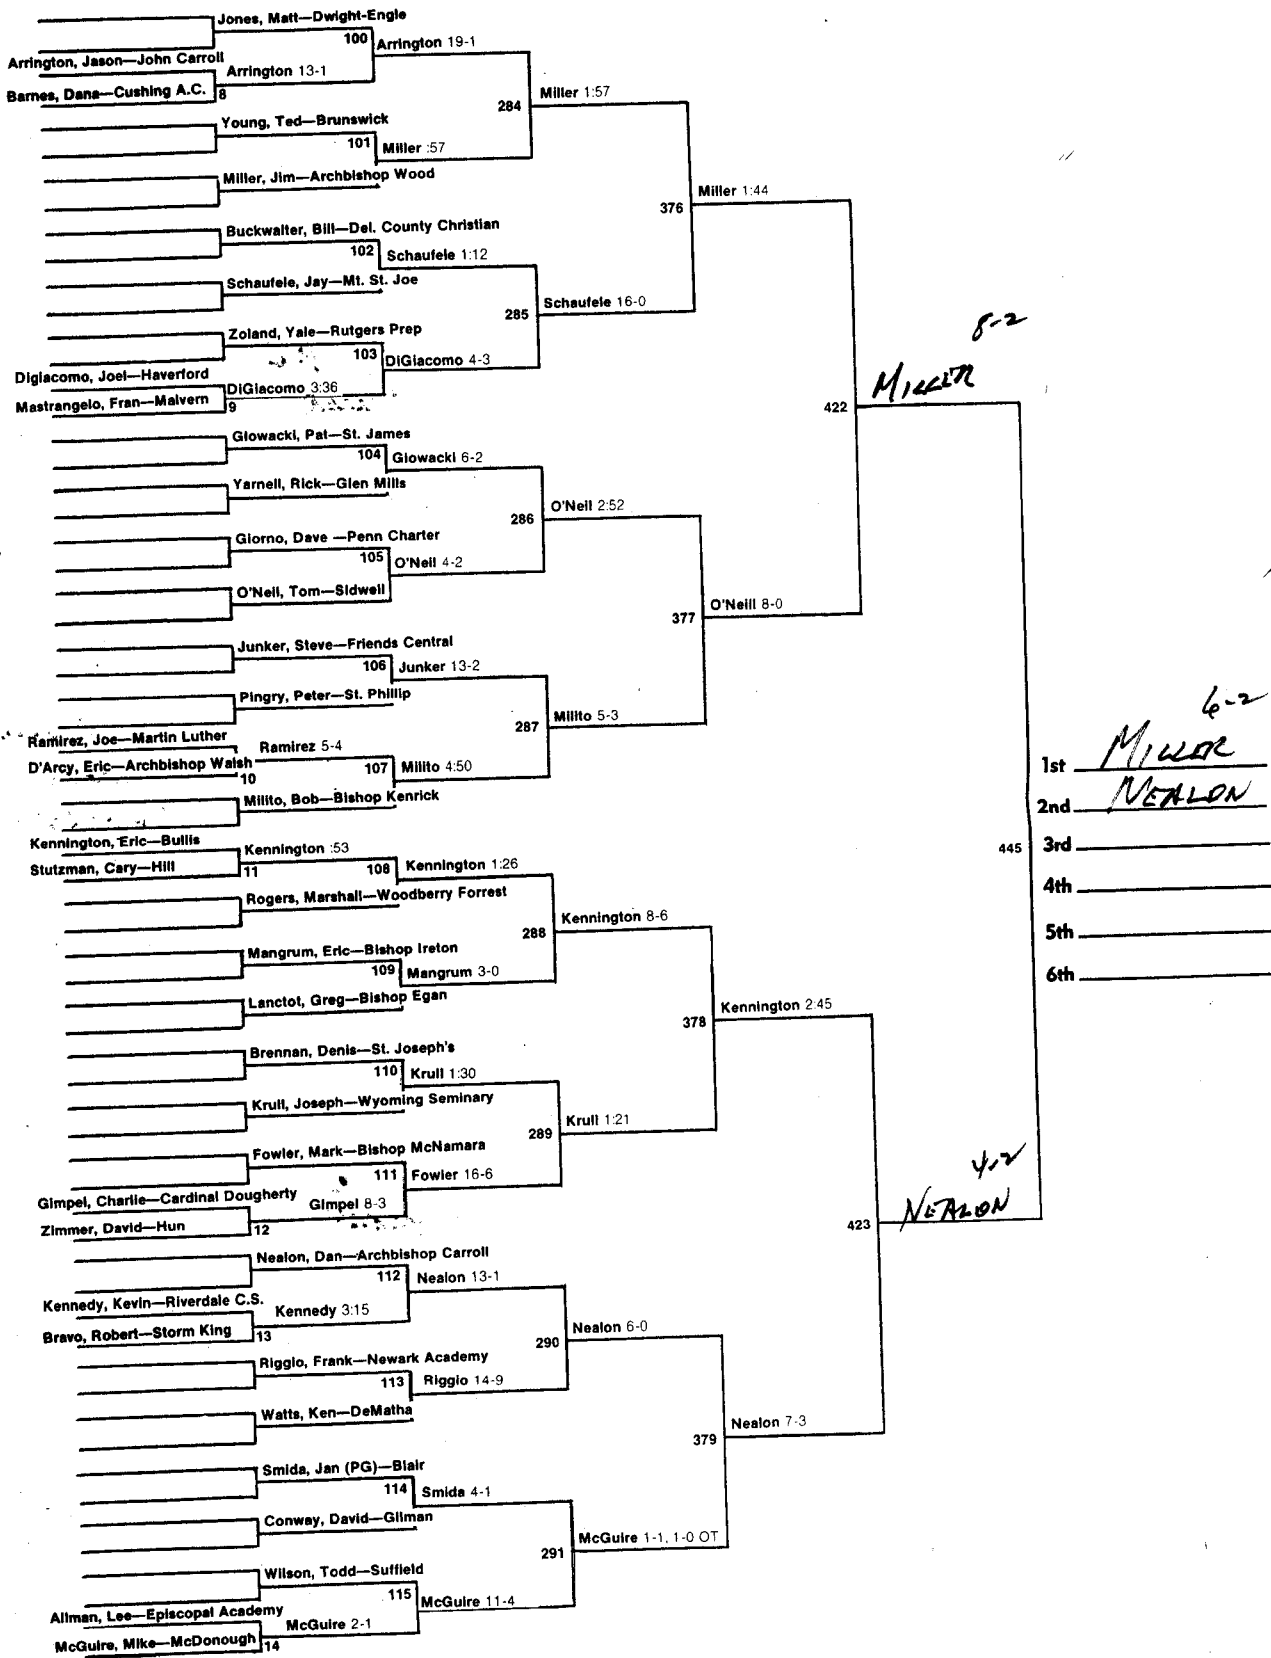 Jones, Matt—Dwight-Engle
100 Arrington 19-1
Arrington, Jason—John Carroll
Arrington 13-1
Barnes, Dana—Cushing A.C. 8
284 Miller 1:57
Young, Ted—Brunswick
101 Miller :57
Miller, Jim—Archbishop Wood
376 Miller 1:44
Buckwalter, Bill—Del. County Christian
102 Schaufele 1:12
Schaufele, Jay—Mt. St. Joe
285 Schaufele 16-0
Zoland, Yale—Rutgers Prep
103 DiGiacomo 4-3
Digiacomo, Joel—Haverford
DiGiacomo 3:36
Mastrangelo, Fran—Malvern 9
8-2
422 MILLER
Glowacki, Pat—St. James
104 Glowacki 6-2
Yarnell, Rick—Glen Mills
286 O'Neil 2:52
Giorno, Dave —Penn Charter
105 O'Neil 4-2
O'Neil, Tom—Sidwell
377 O'Neill 8-0
Junker, Steve—Friends Central
106 Junker 13-2
Pingry, Peter—St. Phillip
287 Milito 5-3
Ramirez, Joe—Martin Luther
Ramirez 5-4
D'Arcy, Eric—Archbishop Walsh 10
107 Milito 4:50
Milito, Bob—Bishop Kenrick
6-2
1st MILLER
2nd NEALON
445 3rd
4th
5th
6th
Kennington, Eric—Bullis
Kennington :53
Stutzman, Cary—Hill 11
108 Kennington 1:26
Rogers, Marshall—Woodberry Forrest
288 Kennington 8-6
Mangrum, Eric—Bishop Ireton
109 Mangrum 3-0
Lanctot, Greg—Bishop Egan
378 Kennington 2:45
Brennan, Denis—St. Joseph's
110 Krull 1:30
Krull, Joseph—Wyoming Seminary
289 Krull 1:21
Fowler, Mark—Bishop McNamara
111 Fowler 16-6
Gimpel, Charlie—Cardinal Dougherty
Gimpel 8-3
Zimmer, David—Hun 12
4-2
423 NEALON
Nealon, Dan—Archbishop Carroll
112 Nealon 13-1
Kennedy, Kevin—Riverdale C.S.
Kennedy 3:15
Bravo, Robert—Storm King 13
290 Nealon 6-0
Riggio, Frank—Newark Academy
113 Riggio 14-9
Watts, Ken—DeMatha
379 Nealon 7-3
Smida, Jan (PG)—Blair
114 Smida 4-1
Conway, David—Gilman
291 McGuire 1-1, 1-0 OT
Wilson, Todd—Suffield
115 McGuire 11-4
Allman, Lee—Episcopal Academy
McGuire 2-1
McGuire, Mike—McDonough 14